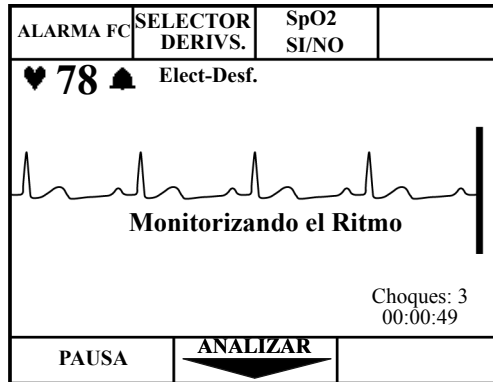 ALARMA FC
SELECTOR
DERIVS.
SpO2
SI/NO
78
Elect-Desf.
Monitorizando el Ritmo
Choques: 3
00:00:49
PAUSA
ANALIZAR